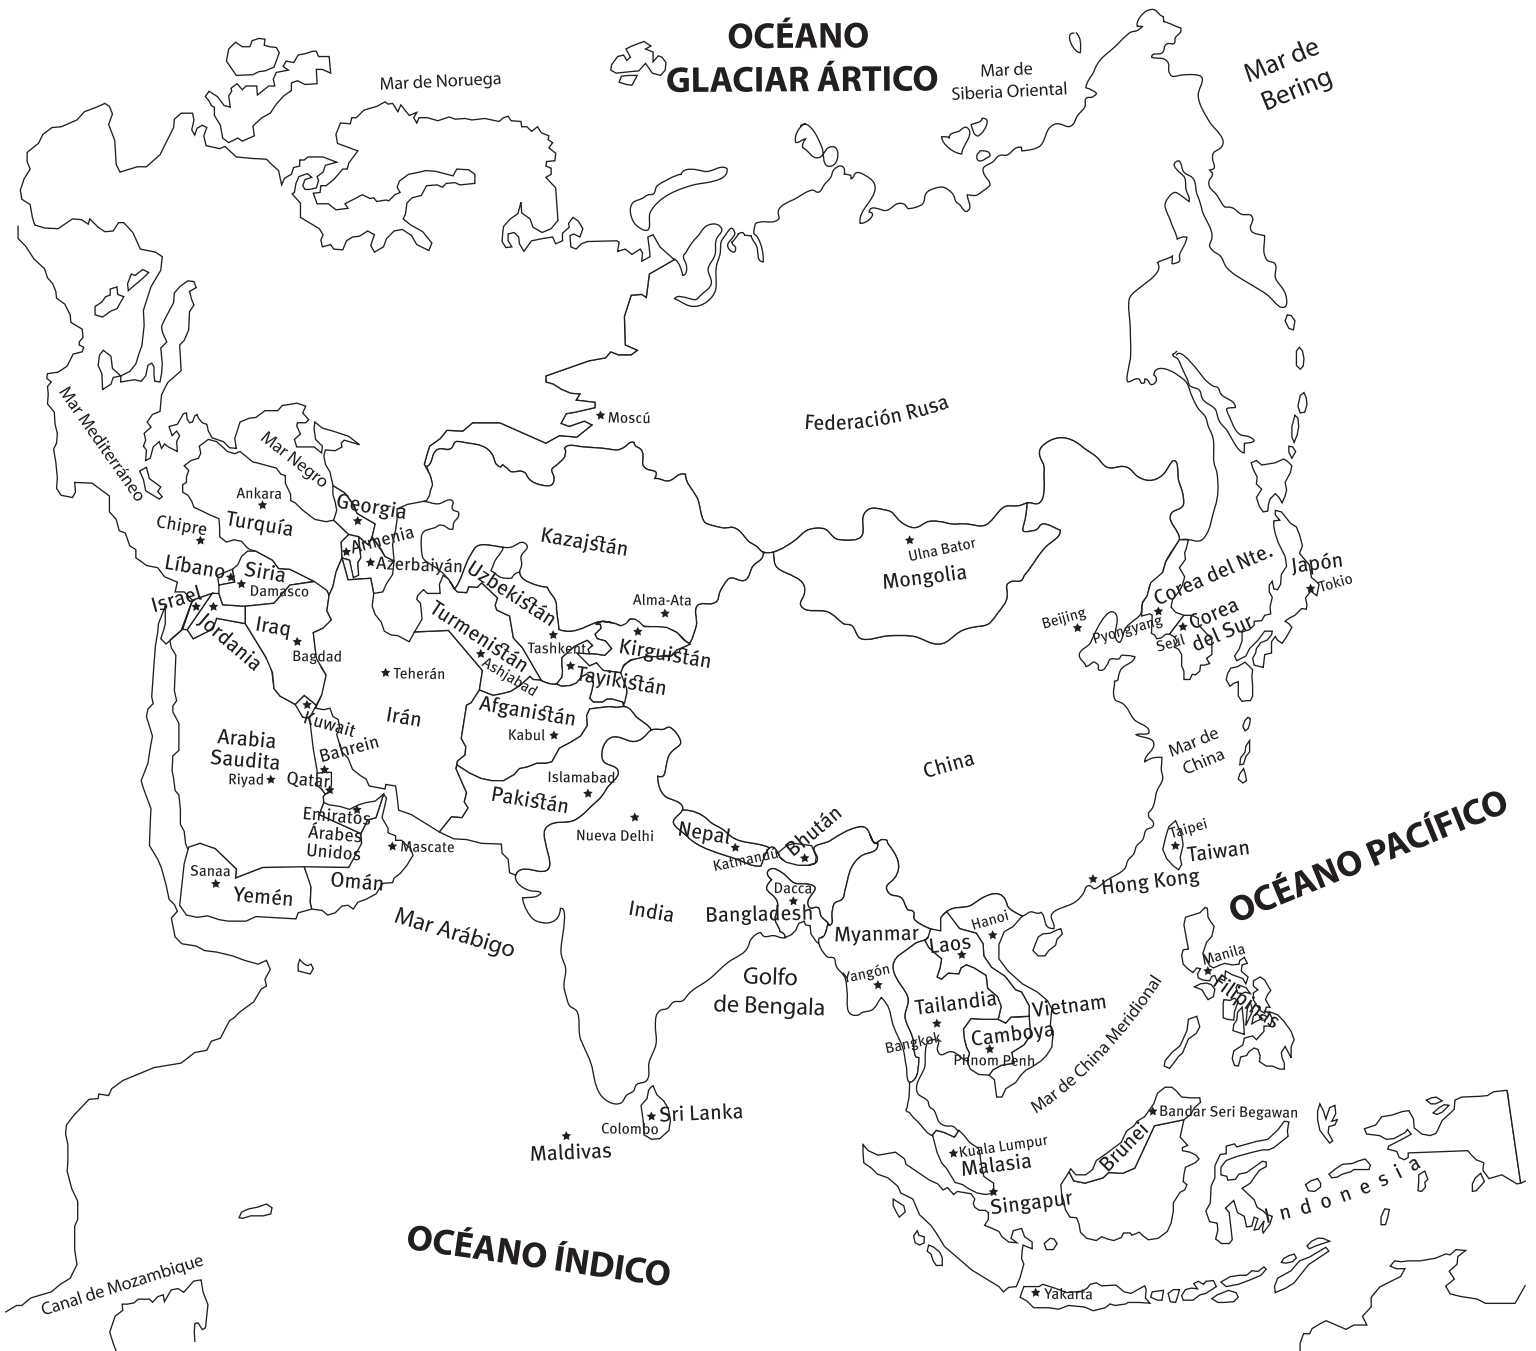 OCÉANO
GLACIAR ÁRTICO
Mar de Noruega
Mar de
Siberia Oriental
Mar de
Bering
Mar Mediterráneo
Mar Negro
Moscú
Federación Rusa
Ankara
Turquía
Georgia
Chipre
Armenia
Azerbaiyán
Kazajstán
Ulna Bator
Mongolia
Líbano
Siria
Damasco
Israel
Jordania
Iraq
Bagdad
Uzbekistán
Turmenistán
Tashkent
Ashjabad
Alma-Ata
Kirguistán
Tayikistán
Beijing
Pyongyang
Corea del Nte.
Seúl
Corea
del Sur
Japón
Tokio
Teherán
Irán
Afganistán
Kabul
Kuwait
Bahrein
Arabia
Saudita
Riyad
Qatar
Emiratos
Árabes
Unidos
Mascate
Omán
Sanaa
Yemén
Islamabad
Pakistán
Nueva Delhi
Nepal
Katmandú
Bhután
China
Mar de
China
Taipei
Taiwan
Hong Kong
OCÉANO PACÍFICO
Mar Arábigo
India
Dacca
Bangladesh
Golfo
de Bengala
Myanmar
Yangón
Laos
Hanoi
Tailandia
Bangkok
Vietnam
Camboya
Phnom Penh
Mar de China Meridional
Manila
Filipinas
Sri Lanka
Colombo
Maldivas
Kuala Lumpur
Malasia
Singapur
Brunei
Bandar Seri Begawan
Indonesia
Yakarta
OCÉANO ÍNDICO
Canal de Mozambique